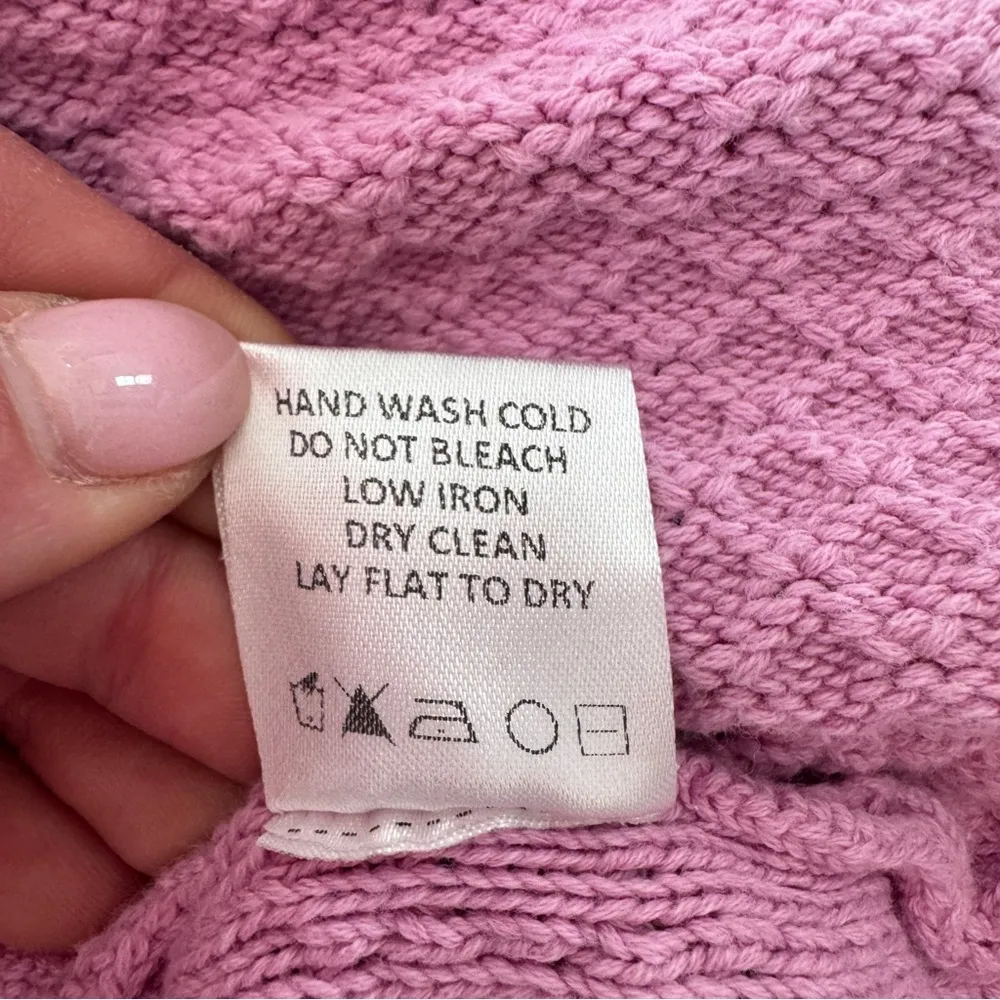 HAND WASH COLD
DO NOT BLEACH
LOW IRON
DRY CLEAN
LAY FLAT TO DRY